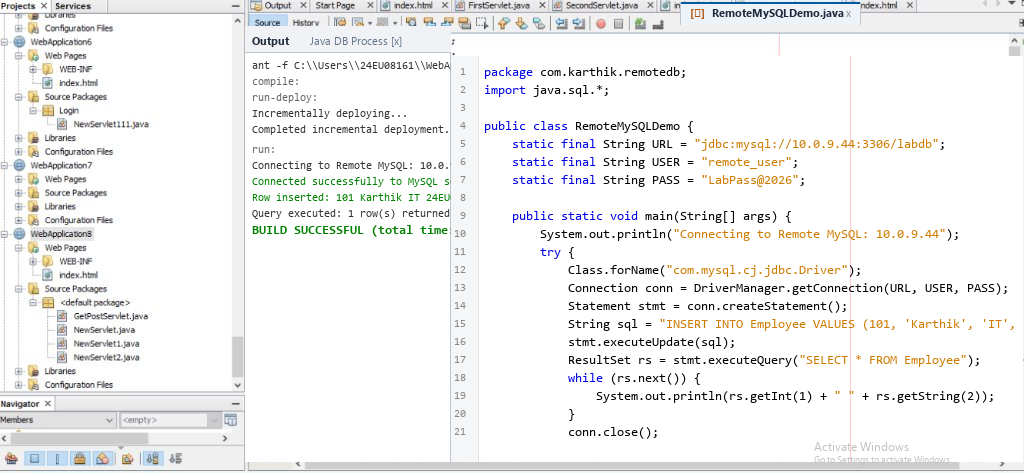 Projects × Services
Libraries
Configuration Files
WebApplication6
Web Pages
WEB-INF
index.html
Source Packages
Login
NewServlet111.java
Libraries
Configuration Files
WebApplication7
Web Pages
Source Packages
Libraries
Configuration Files
WebApplication8
Web Pages
WEB-INF
index.html
Source Packages
<default package>
GetPostServlet.java
NewServlet.java
NewServlet1.java
NewServlet2.java
Libraries
Configuration Files
Navigator ×
Members <empty>
Output × Start Page × index.html × FirstServlet.java × SecondServlet.java × in
dex.html ×
Source History
Output Java DB Process [x]
ant -f C:\\Users\\24EU08161\\WebA
compile:
run-deploy:
Incrementally deploying...
Completed incremental deployment.
run:
Connecting to Remote MySQL: 10.0.9
Connected successfully to MySQL s
Row inserted: 101 Karthik IT 24EU
Query executed: 1 row(s) returned
BUILD SUCCESSFUL (total time:
[] RemoteMySQLDemo.java x
;
;
1 package com.karthik.remotedb;
2 import java.sql.*;
3
4 public class RemoteMySQLDemo {
5 static final String URL = "jdbc:mysql://10.0.9.44:3306/labdb";
6 static final String USER = "remote_user";
7 static final String PASS = "LabPass@2026";
8
9 public static void main(String[] args) {
10 System.out.println("Connecting to Remote MySQL: 10.0.9.44");
11 try {
12 Class.forName("com.mysql.cj.jdbc.Driver");
13 Connection conn = DriverManager.getConnection(URL, USER, PASS);
14 Statement stmt = conn.createStatement();
15 String sql = "INSERT INTO Employee VALUES (101, 'Karthik', 'IT',
16 stmt.executeUpdate(sql);
17 ResultSet rs = stmt.executeQuery("SELECT * FROM Employee");
18 while (rs.next()) {
19 System.out.println(rs.getInt(1) + " " + rs.getString(2));
20 }
21 conn.close();
Activate Windows
Go to Settings to activate Windows.